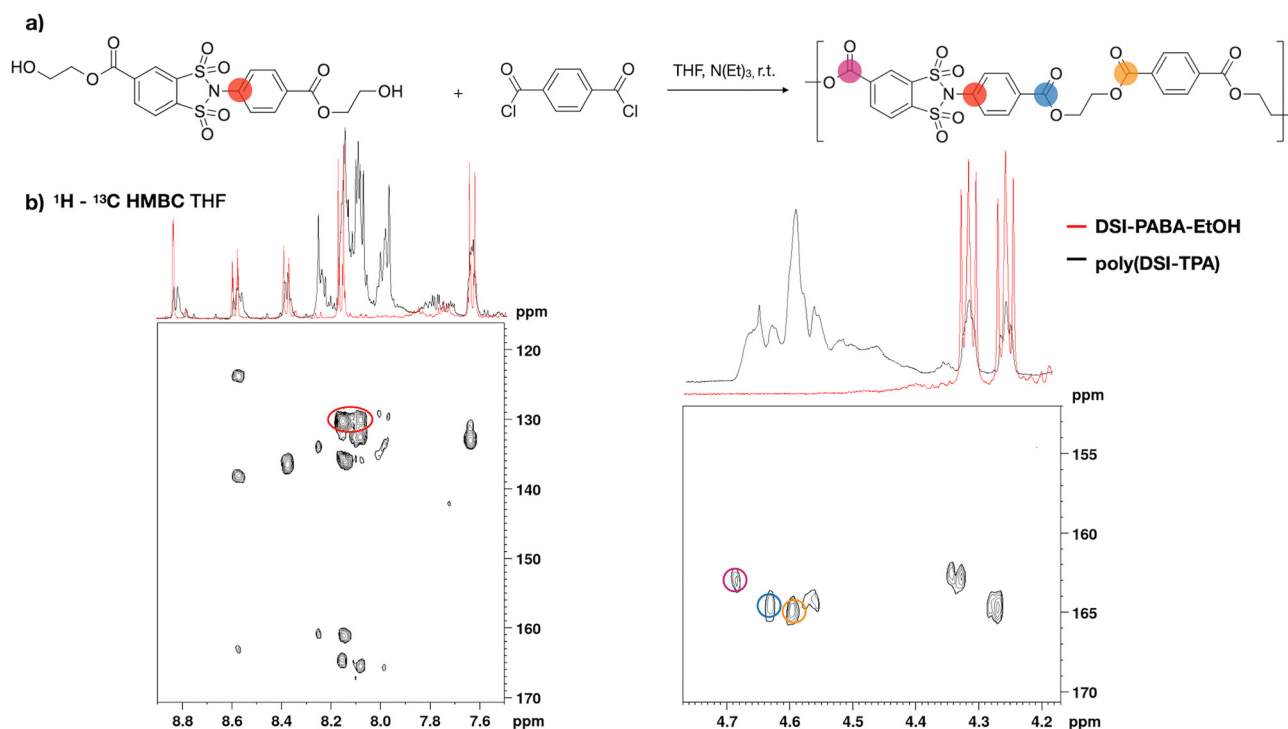 a)
HO
O
O
O
O
O
S
N
S
O
O
O
O
OH
+
O
Cl
O
Cl
THF, N(Et)₃, r.t.
O
O
O
O
S
N
S
O
O
O
O
O
O
O
O
b) ¹H - ¹³C HMBC THF
DSI-PABA-EtOH
poly(DSI-TPA)
ppm
120
130
140
150
160
170
8.8 8.6 8.4 8.2 8.0 7.8 7.6 ppm
ppm
155
160
165
170
4.7 4.6 4.5 4.4 4.3 4.2 ppm